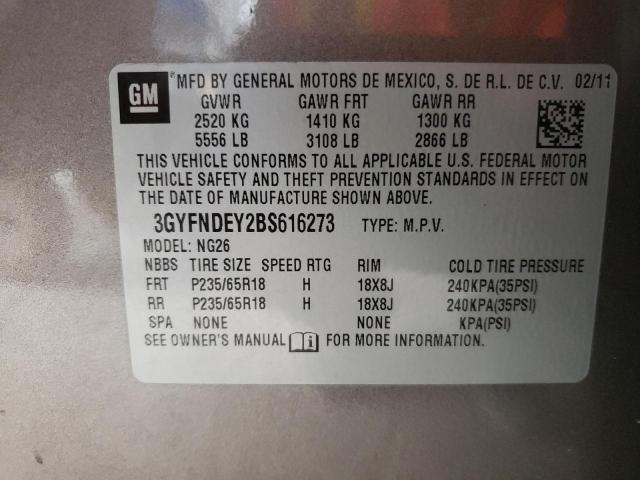 GM
® MFD BY GENERAL MOTORS DE MEXICO, S. DE R.L. DE C.V. 02/11
GVWR GAWR FRT GAWR RR
2520 KG 1410 KG 1300 KG
5556 LB 3108 LB 2866 LB
THIS VEHICLE CONFORMS TO ALL APPLICABLE U.S. FEDERAL MOTOR
VEHICLE SAFETY AND THEFT PREVENTION STANDARDS IN EFFECT ON
THE DATE OF MANUFACTURE SHOWN ABOVE.
3GYFNDEY2BS616273 TYPE: M.P.V.
MODEL: NG26
NBBS TIRE SIZE SPEED RTG RIM COLD TIRE PRESSURE
FRT P235/65R18 H 18X8J 240KPA(35PSI)
RR P235/65R18 H 18X8J 240KPA(35PSI)
SPA NONE NONE KPA(PSI)
SEE OWNER'S MANUAL i FOR MORE INFORMATION.